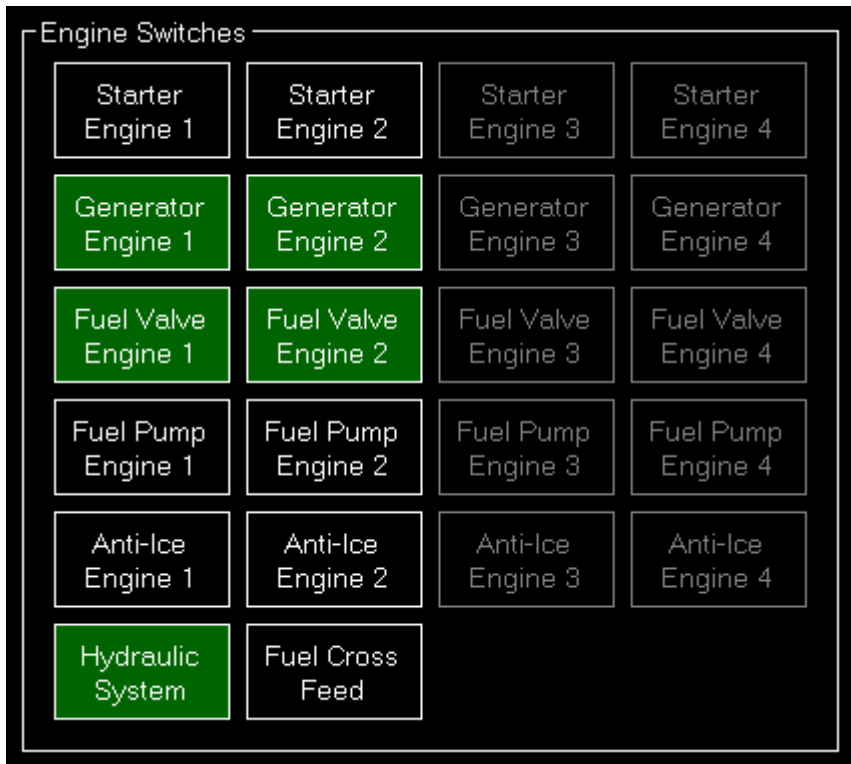 Engine Switches
Starter
Engine 1
Starter
Engine 2
Starter
Engine 3
Starter
Engine 4
Generator
Engine 1
Generator
Engine 2
Generator
Engine 3
Generator
Engine 4
Fuel Valve
Engine 1
Fuel Valve
Engine 2
Fuel Valve
Engine 3
Fuel Valve
Engine 4
Fuel Pump
Engine 1
Fuel Pump
Engine 2
Fuel Pump
Engine 3
Fuel Pump
Engine 4
Anti-Ice
Engine 1
Anti-Ice
Engine 2
Anti-Ice
Engine 3
Anti-Ice
Engine 4
Hydraulic
System
Fuel Cross
Feed